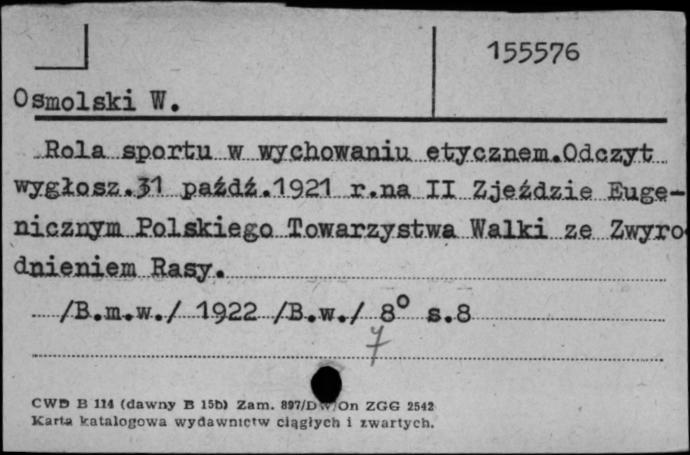 155576
Osmolski W.
Rola sportu w wychowaniu etycznem.Odczyt
wygłosz.31 paźdź.1921 r.na II Zjeździe Euge-
nicznym Polskiego Towarzystwa Walki ze Zwyro-
dnieniem Rasy.
/B.m.w./ 1922 /B.w./ 8° s.8
7
CWD B 114 (dawny B 15b) Zam. 897/DW/On ZGG 2542
Karta katalogowa wydawnictw ciągłych i zwartych.